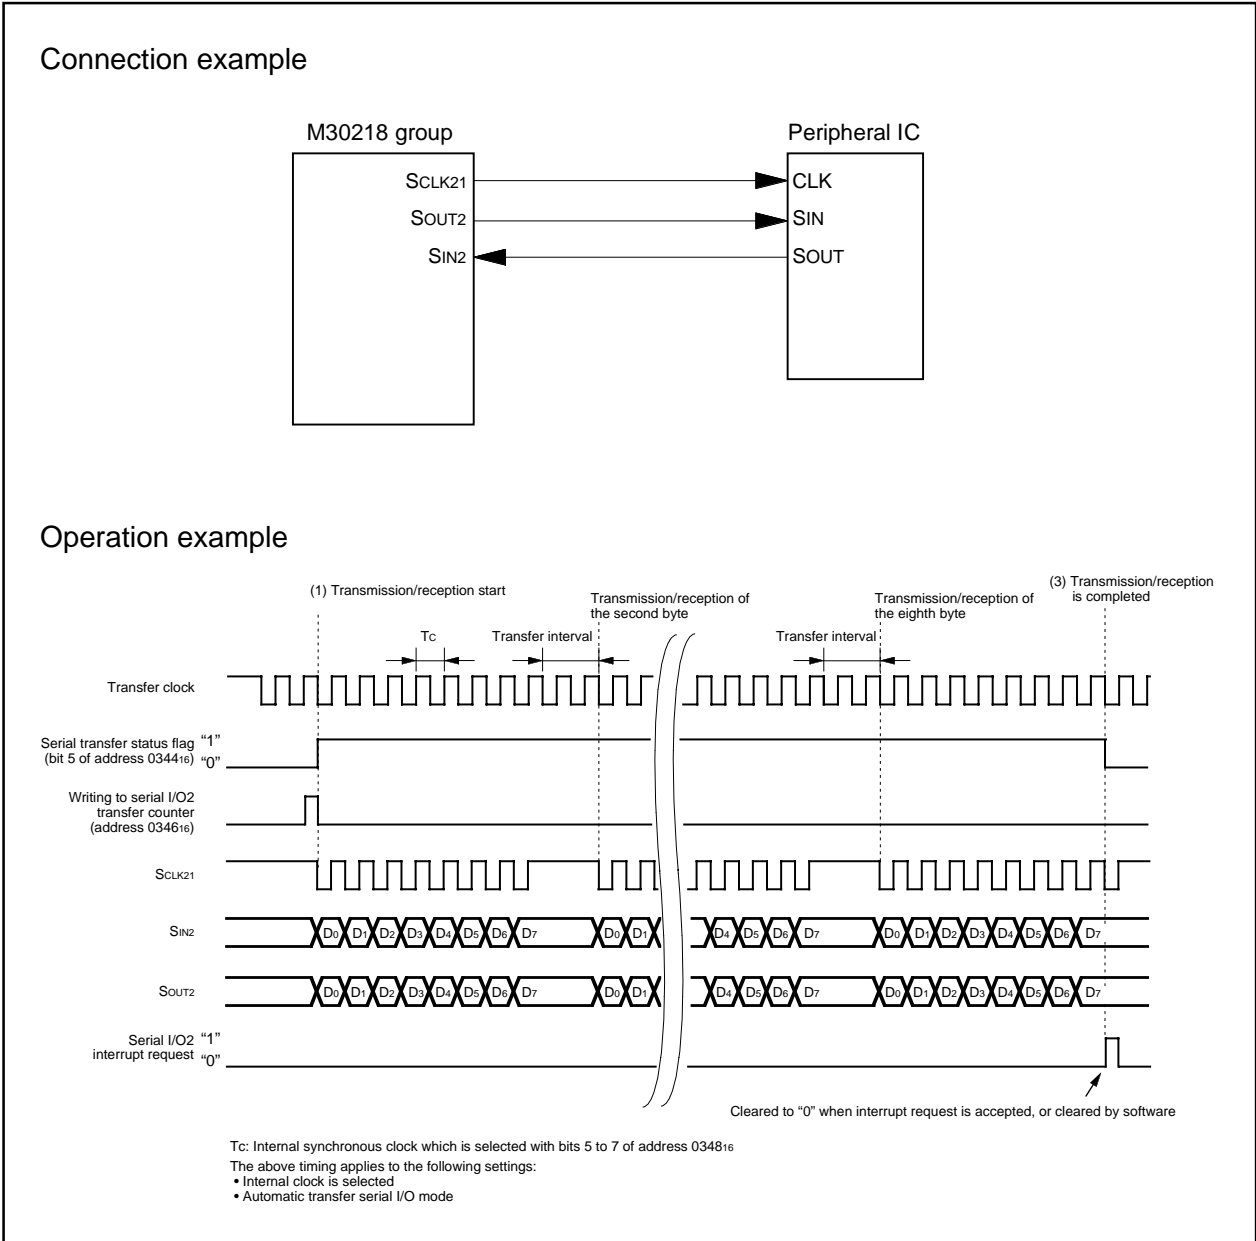 Connection example
M30218 group
Peripheral IC
SCLK21
CLK
SOUT2
SIN
SIN2
SOUT
Operation example
(1) Transmission/reception start
Transmission/reception of
the second byte
Transmission/reception of
the eighth byte
(3) Transmission/reception
is completed
Tc
Transfer interval
Transfer interval
Transfer clock
Serial transfer status flag
(bit 5 of address 034416)
“1”
“0”
Writing to serial I/O2
transfer counter
(address 034616)
SCLK21
SIN2
D0 D1 D2 D3 D4 D5 D6 D7 D0 D1 D4 D5 D6 D7 D0 D1 D2 D3 D4 D5 D6 D7
SOUT2
D0 D1 D2 D3 D4 D5 D6 D7 D0 D1 D4 D5 D6 D7 D0 D1 D2 D3 D4 D5 D6 D7
Serial I/O2
interrupt request
“1”
“0”
Cleared to “0” when interrupt request is accepted, or cleared by software
Tc: Internal synchronous clock which is selected with bits 5 to 7 of address 034816
The above timing applies to the following settings:
• Internal clock is selected
• Automatic transfer serial I/O mode